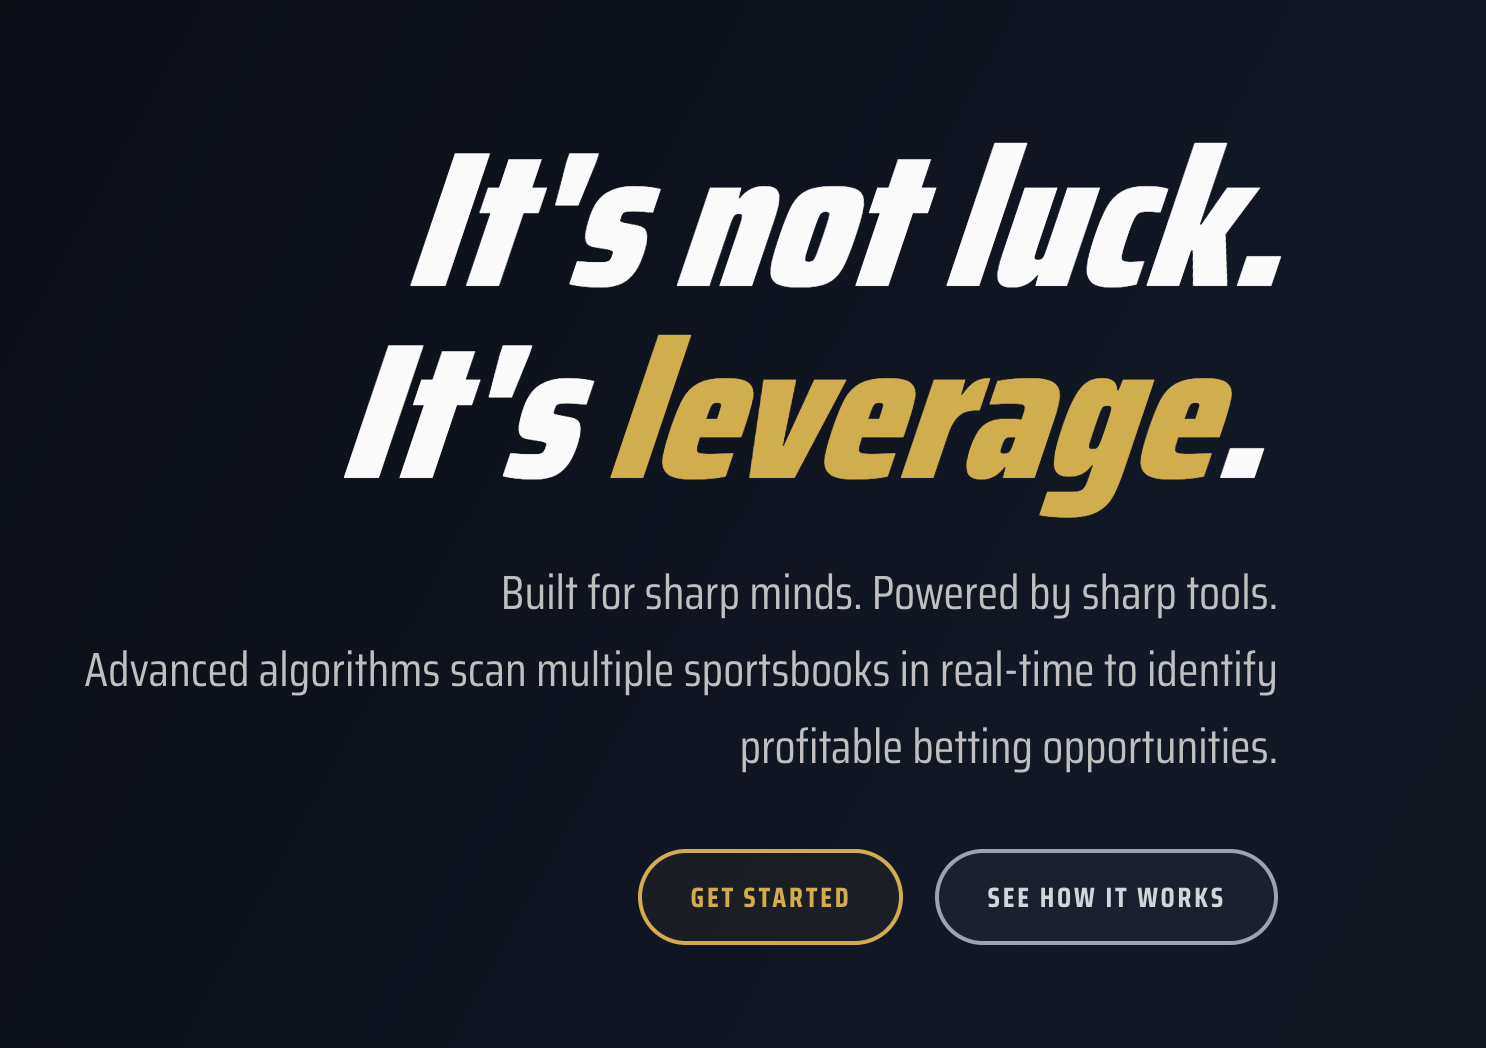 It's not luck.
It's leverage.
Built for sharp minds. Powered by sharp tools.
Advanced algorithms scan multiple sportsbooks in real-time to identify
profitable betting opportunities.
GET STARTED
SEE HOW IT WORKS